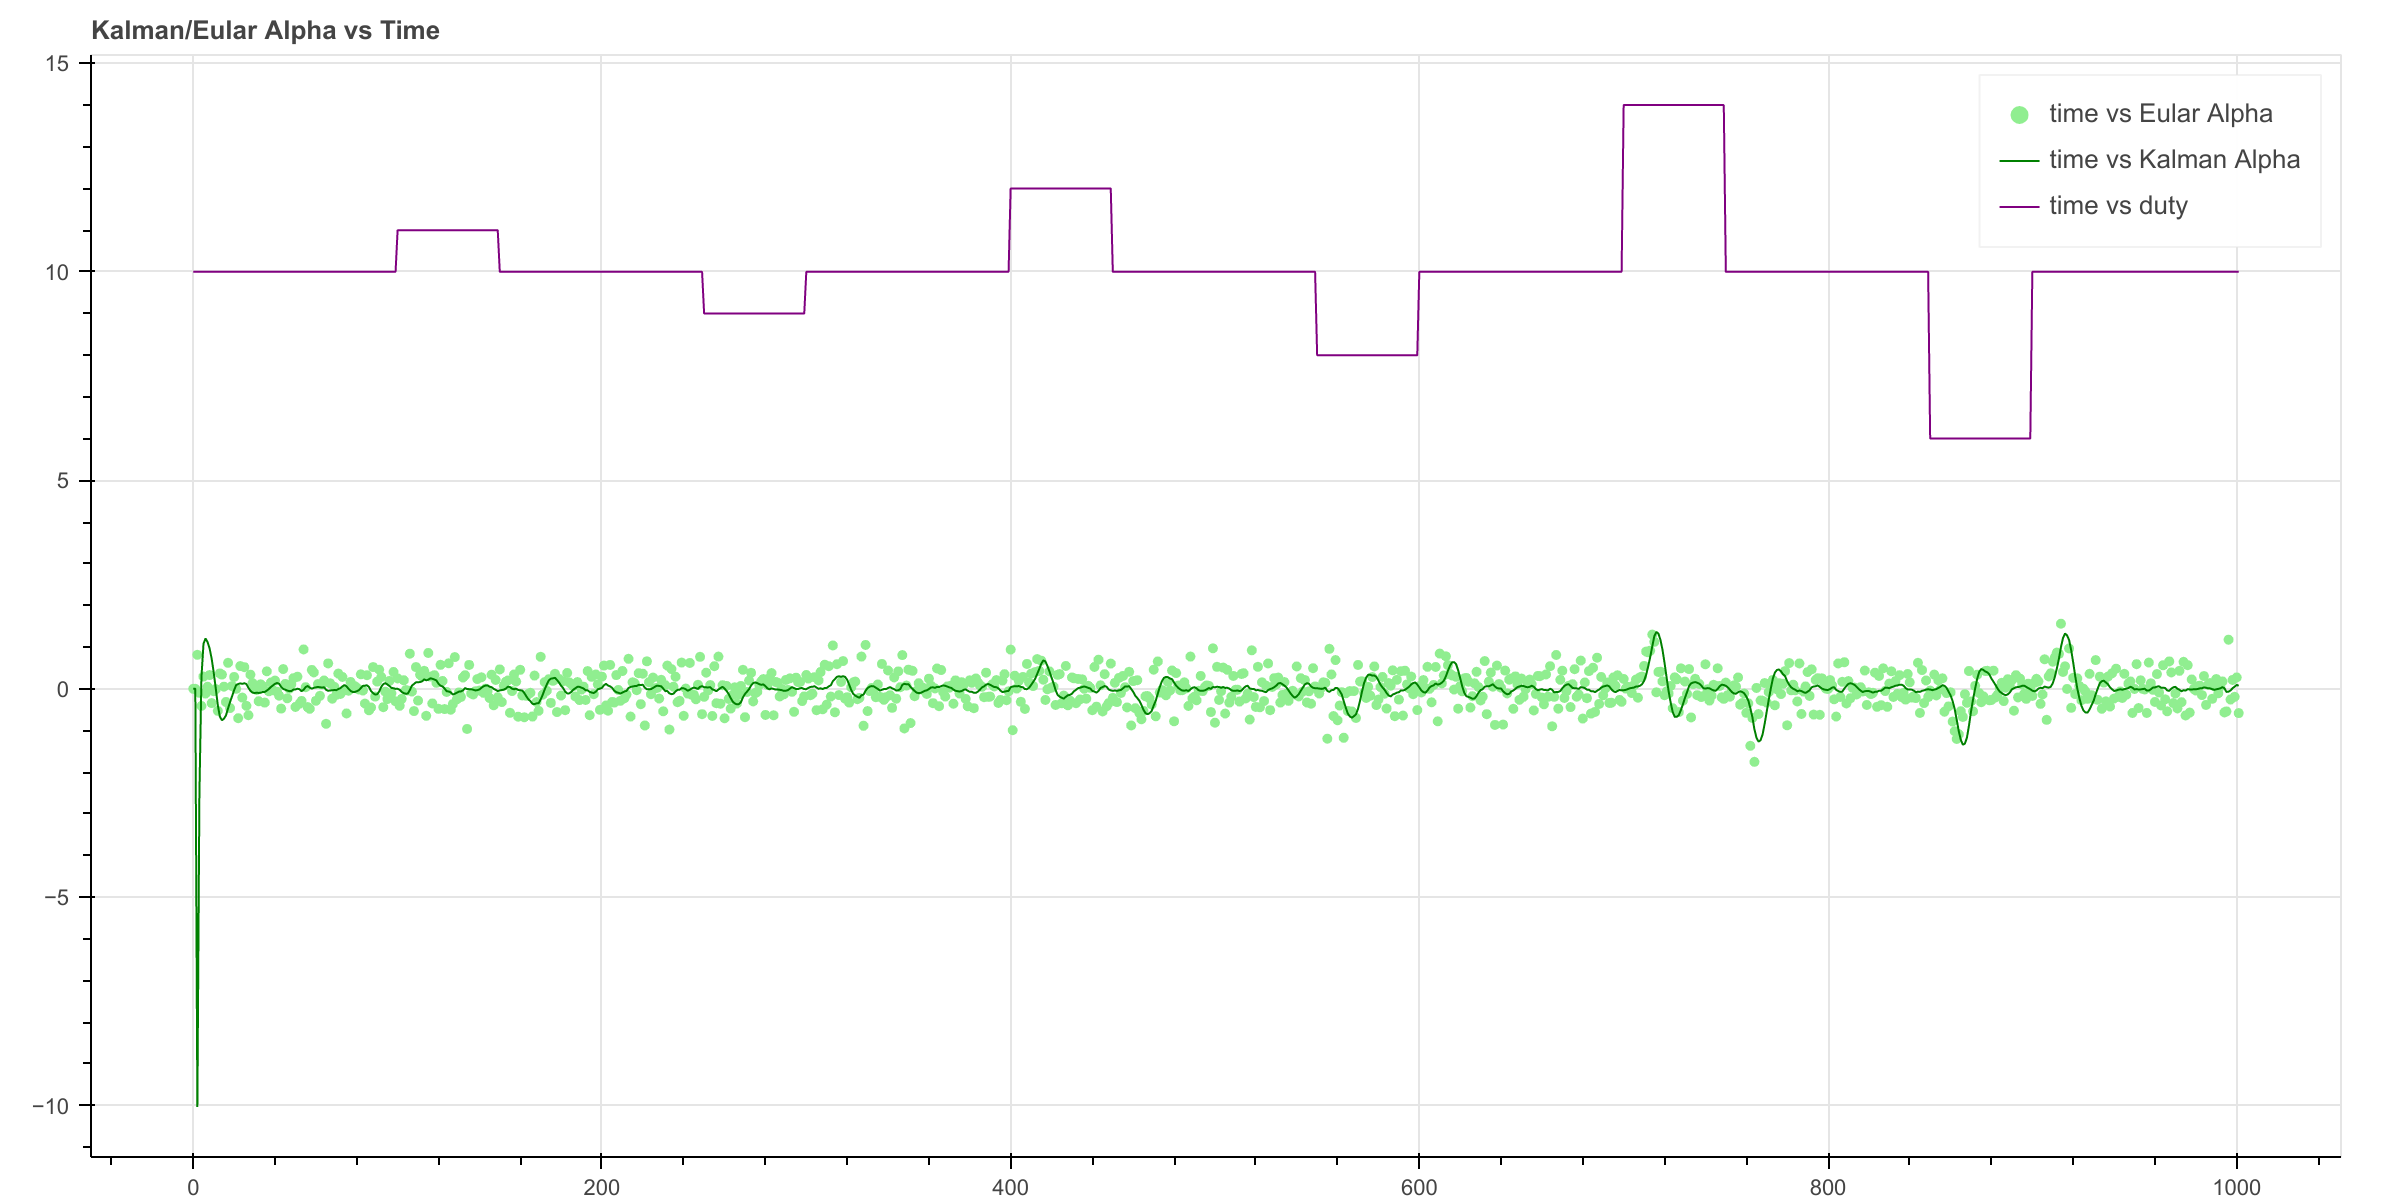 Kalman/Eular Alpha vs Time
15
10
5
0
−5
−10
time vs Eular Alpha
time vs Kalman Alpha
time vs duty
0 200 400 600 800 1000